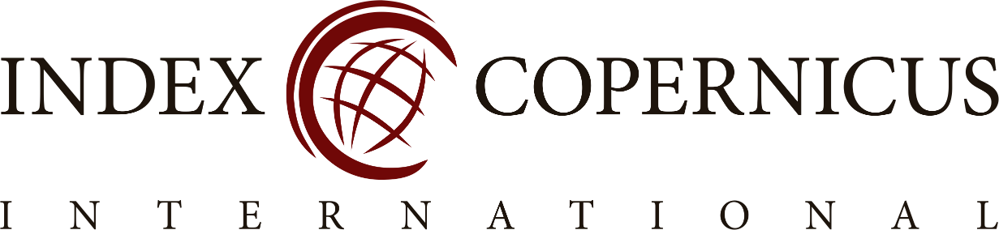 INDEX COPERNICUS
INTERNATIONAL